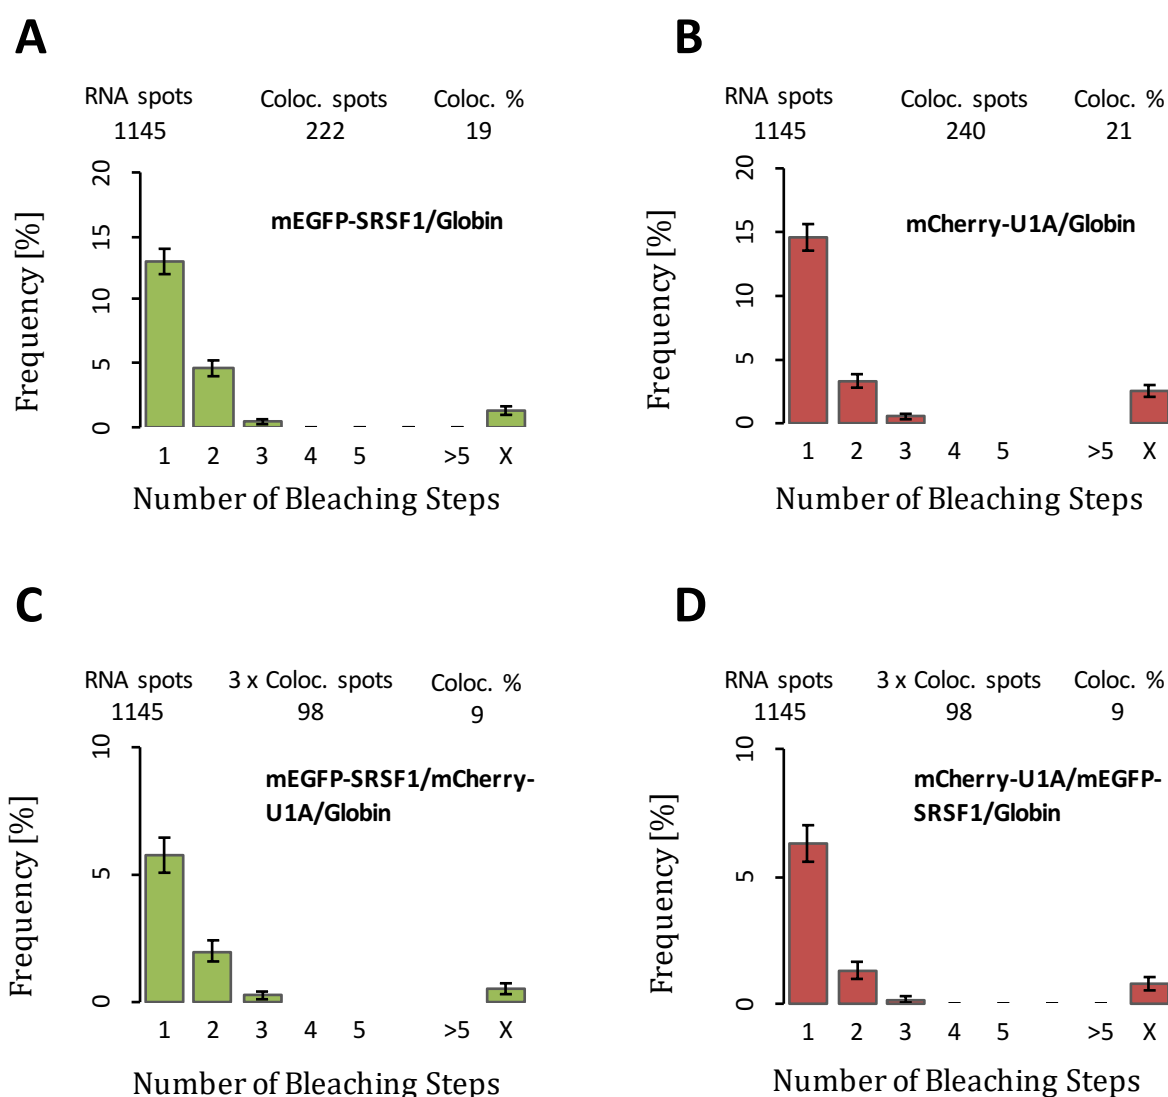 A
RNA spots Coloc. spots Coloc. %
1145 222 19
mEGFP-SRSF1/Globin
Frequency [%]
20
15
10
5
0
1 2 3 4 5 >5 X
Number of Bleaching Steps
B
RNA spots Coloc. spots Coloc. %
1145 240 21
mCherry-U1A/Globin
Frequency [%]
20
15
10
5
0
1 2 3 4 5 >5 X
Number of Bleaching Steps
C
RNA spots 3 x Coloc. spots Coloc. %
1145 98 9
mEGFP-SRSF1/mCherry-
U1A/Globin
Frequency [%]
10
5
0
1 2 3 4 5 >5 X
Number of Bleaching Steps
D
RNA spots 3 x Coloc. spots Coloc. %
1145 98 9
mCherry-U1A/mEGFP-
SRSF1/Globin
Frequency [%]
10
5
0
1 2 3 4 5 >5 X
Number of Bleaching Steps